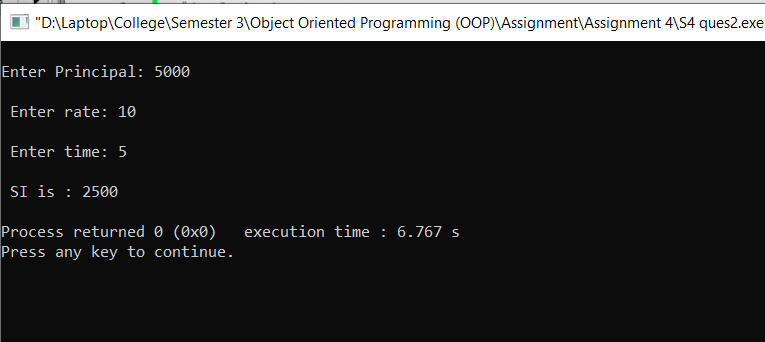 "D:\Laptop\College\Semester 3\Object Oriented Programming (OOP)\Assignment\Assignment 4\S4 ques2.exe
Enter Principal: 5000
Enter rate: 10
Enter time: 5
SI is : 2500
Process returned 0 (0x0)   execution time : 6.767 s
Press any key to continue.